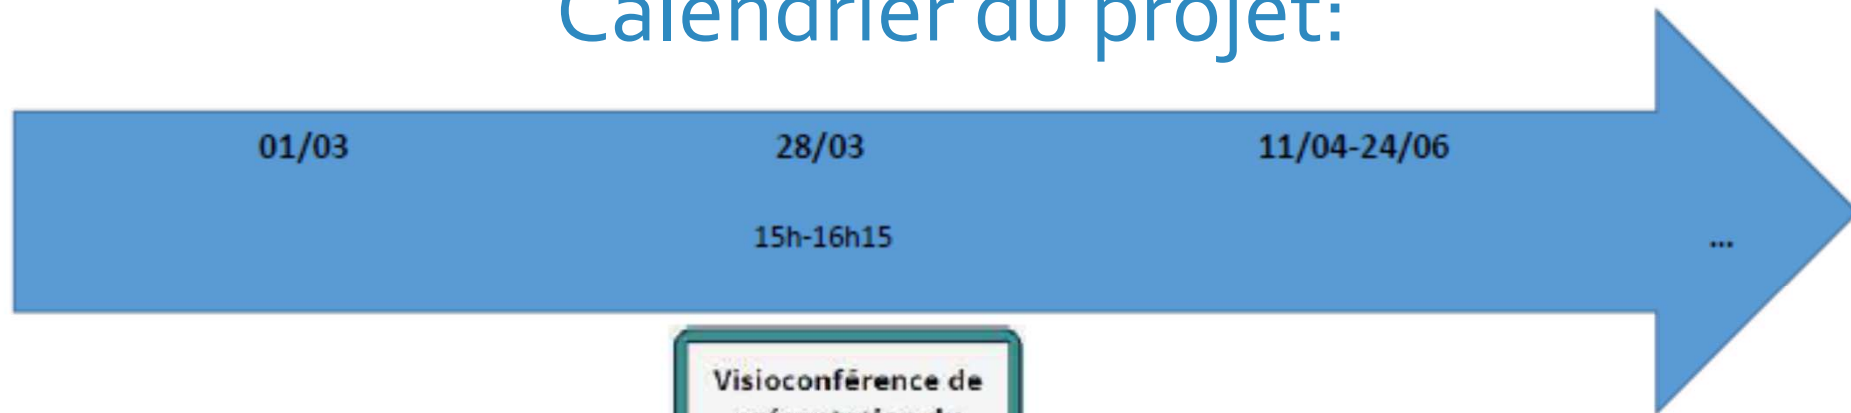 Calendrier du projet:
01/03 28/03 11/04-24/06
15h-16h15 ...
Visioconférence de